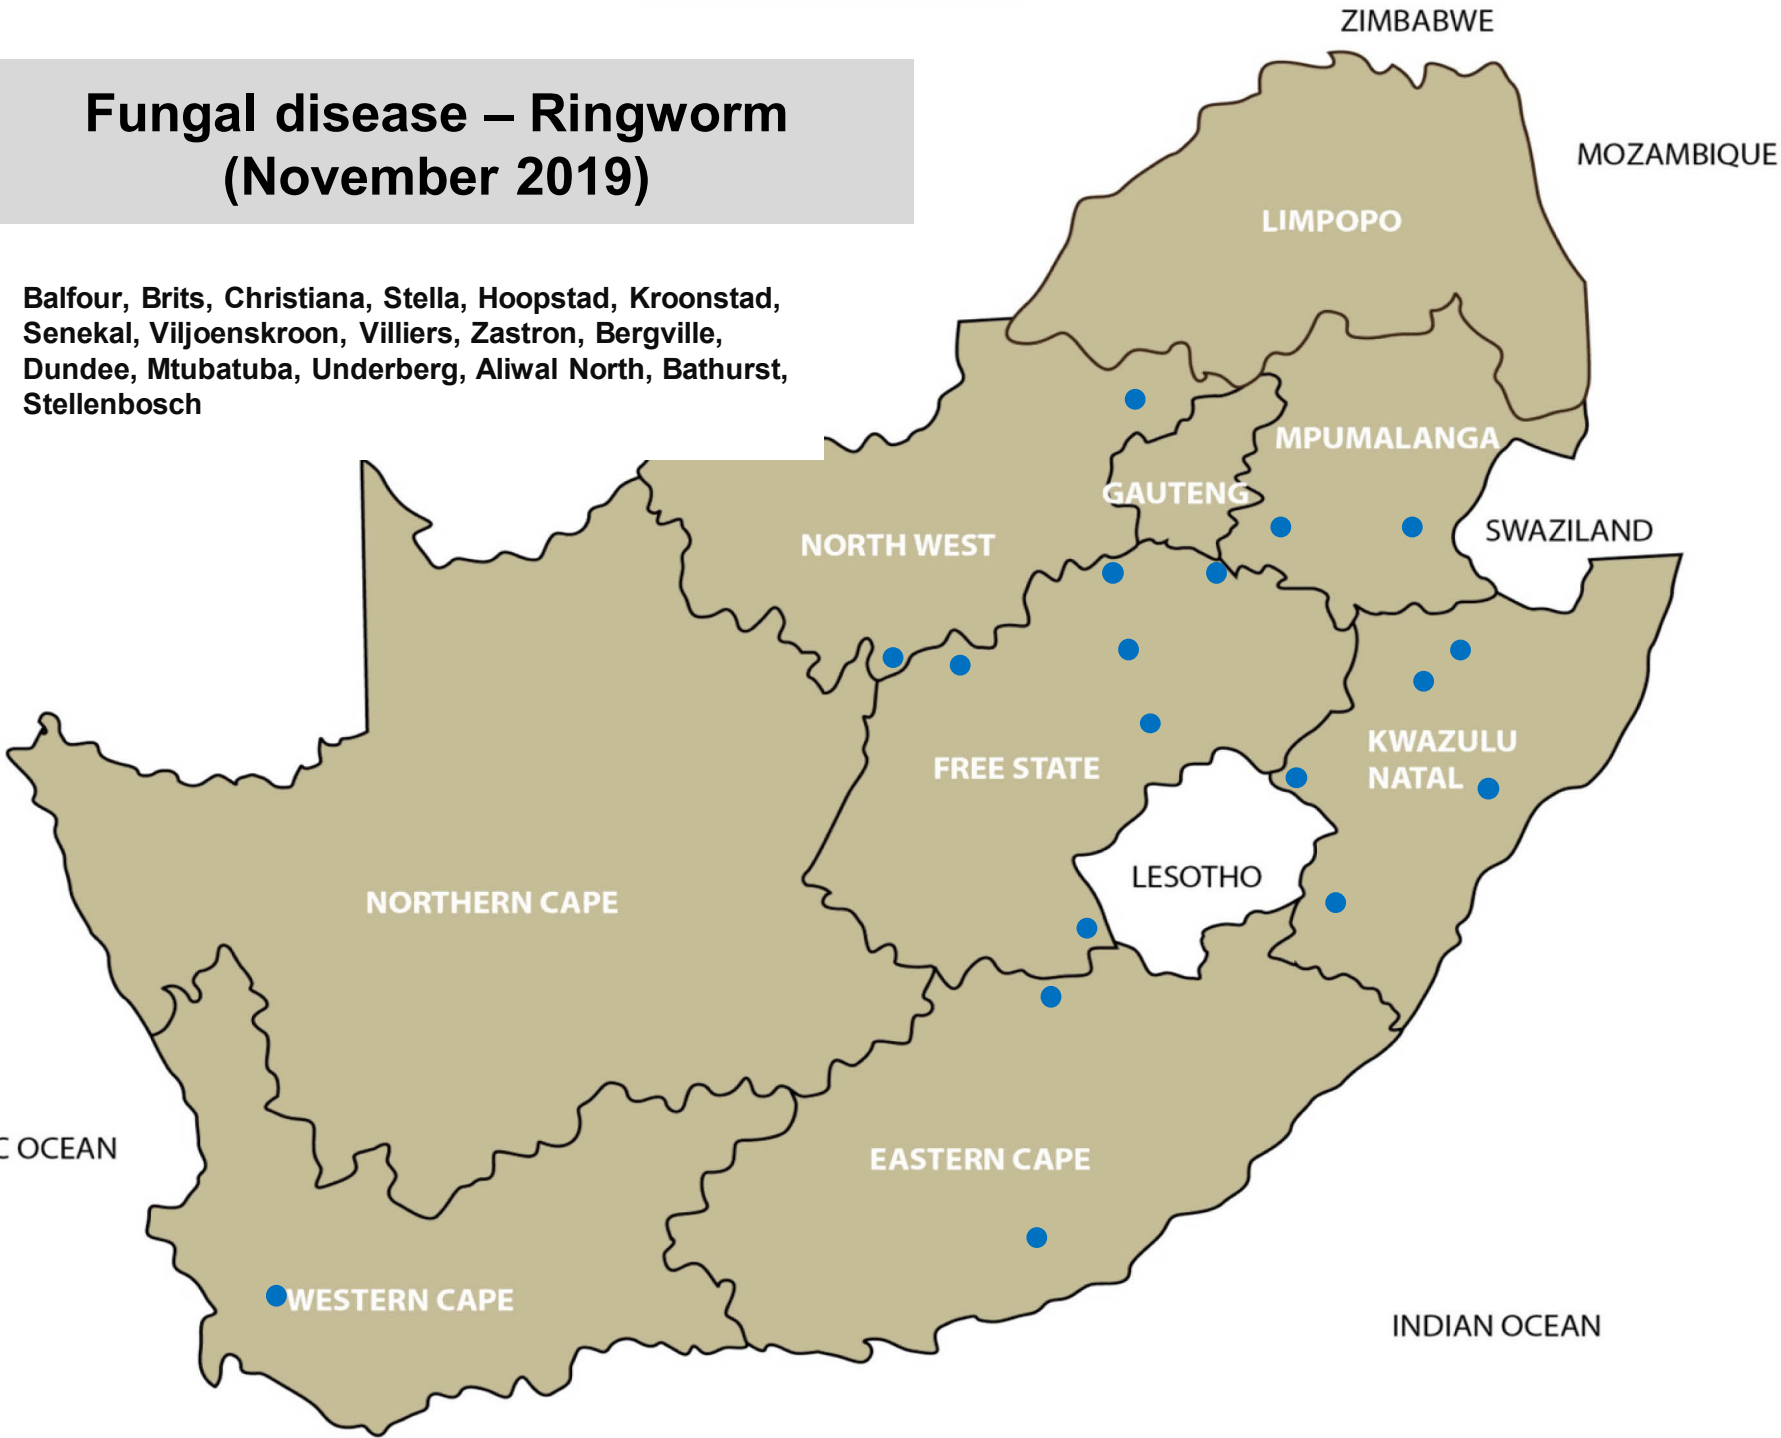 ZIMBABWE
Fungal disease – Ringworm
(November 2019)
MOZAMBIQUE
LIMPOPO
Balfour, Brits, Christiana, Stella, Hoopstad, Kroonstad,
Senekal, Viljoenskroon, Villiers, Zastron, Bergville,
Dundee, Mtubatuba, Underberg, Aliwal North, Bathurst,
Stellenbosch
MPUMALANGA
GAUTENG
SWAZILAND
NORTH WEST
KWAZULU
NATAL
FREE STATE
LESOTHO
NORTHERN CAPE
C OCEAN
EASTERN CAPE
WESTERN CAPE
INDIAN OCEAN